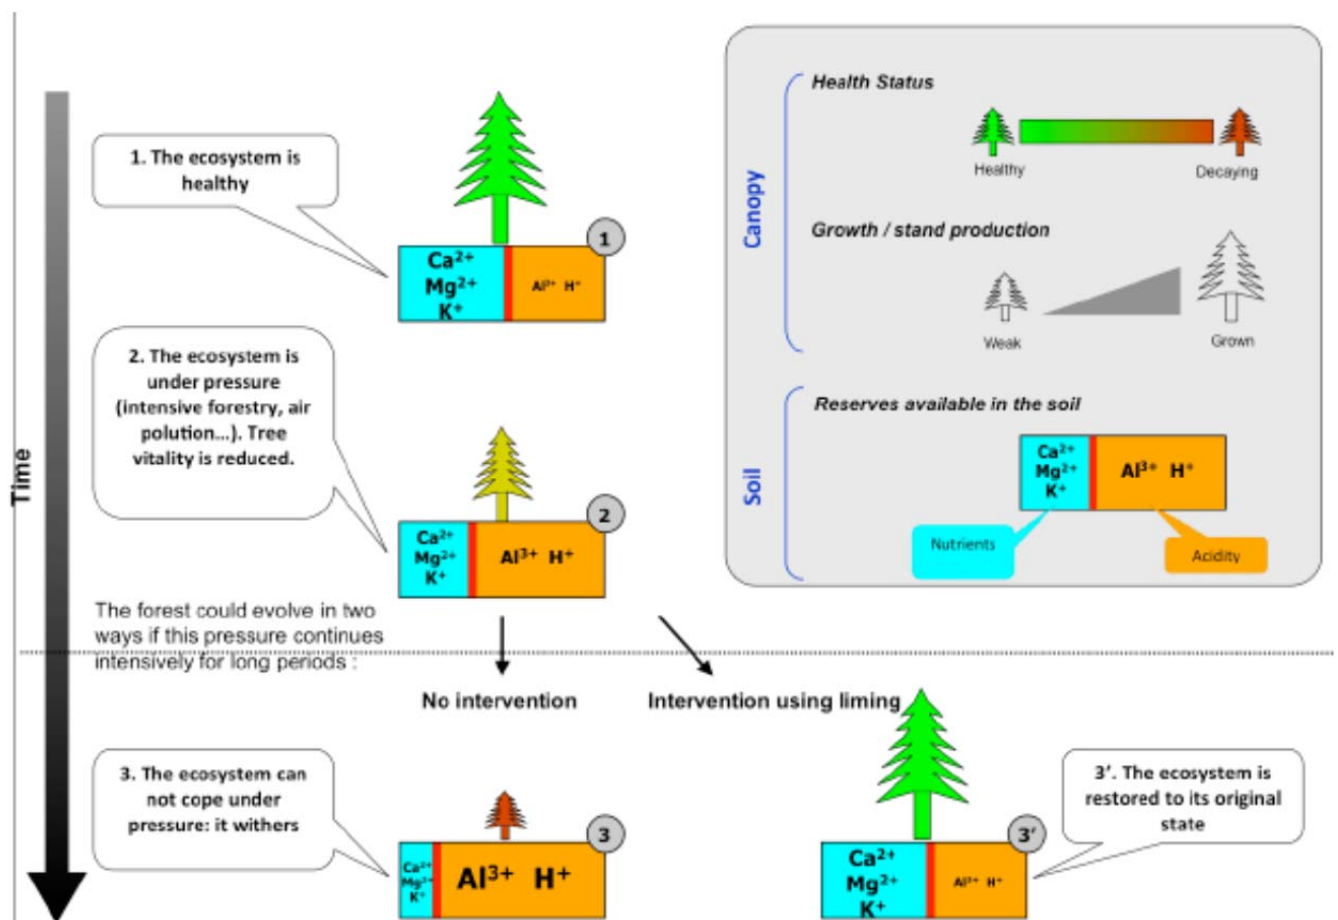 Time
1. The ecosystem is
healthy
1
Ca²⁺
Mg²⁺
K⁺
Al³⁺ H⁺
2. The ecosystem is
under pressure
(intensive forestry, air
polution...). Tree
vitality is reduced.
2
Ca²⁺
Mg²⁺
K⁺
Al³⁺ H⁺
The forest could evolve in two
ways if this pressure continues
intensively for long periods :
No intervention
Intervention using liming
3. The ecosystem can
not cope under
pressure: it withers
3
Ca²⁺
Mg²⁺
K⁺
Al³⁺ H⁺
3'
Ca²⁺
Mg²⁺
K⁺
Al³⁺ H⁺
3'. The ecosystem is
restored to its original
state
Canopy
Health Status
Healthy
Decaying
Growth / stand production
Weak
Grown
Soil
Reserves available in the soil
Ca²⁺
Mg²⁺
K⁺
Al³⁺ H⁺
Nutrients
Acidity